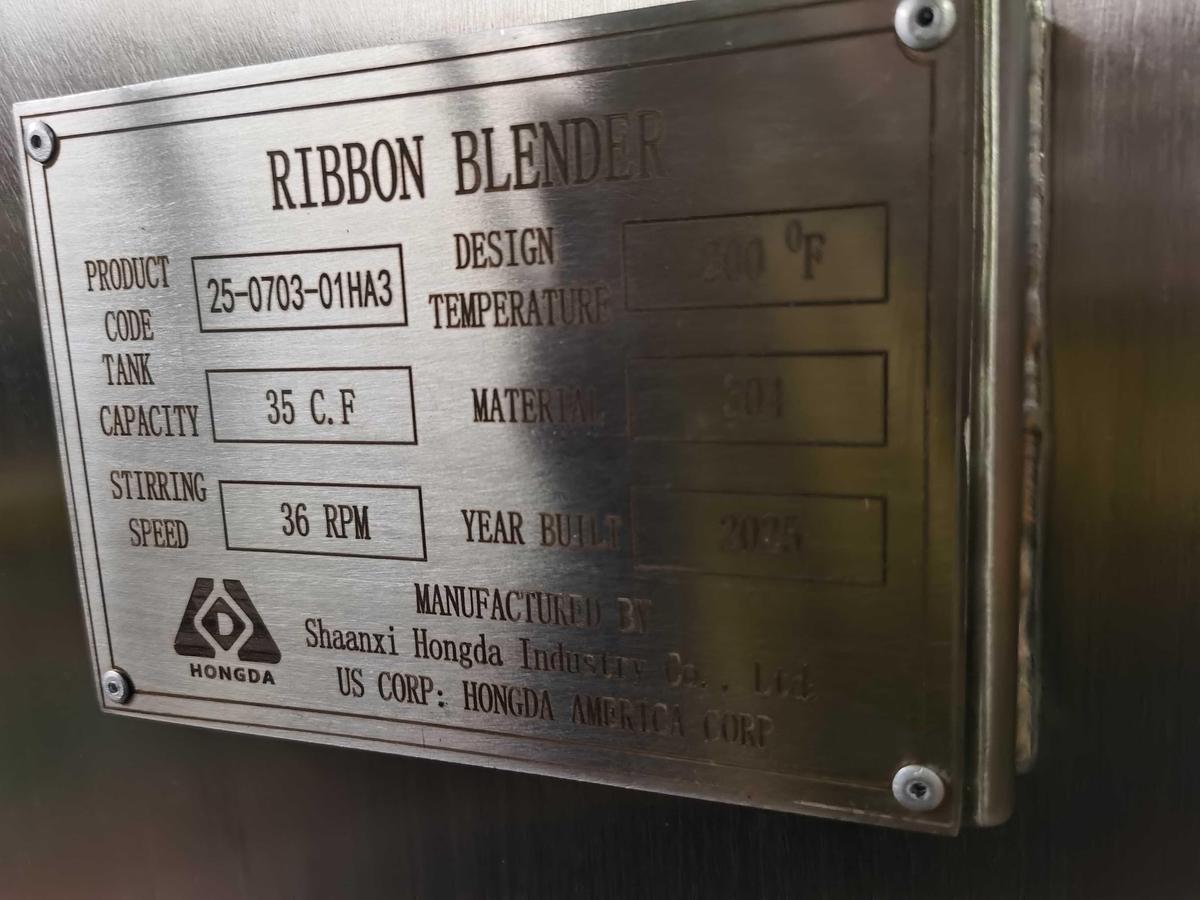 RIBBON BLENDER
PRODUCT CODE 25-0703-01HA3
DESIGN TEMPERATURE °F
TANK CAPACITY 35 C.F
MATERIAL 304
STIRRING SPEED 36 RPM
YEAR BUILT 2025
HONGDA
MANUFACTURED BY
Shaanxi Hongda Industry Co., Ltd
US CORP: HONGDA AMERICA CORP